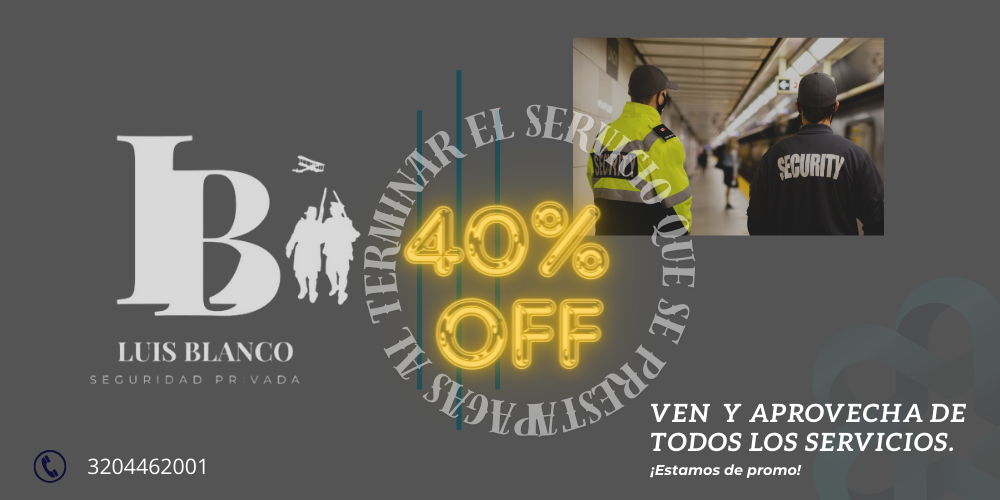 LB
LUIS BLANCO
SEGURIDAD PRIVADA
3204462001
PAGAS AL TERMINAR EL SERVICIO QUE SE PRESTA
40%
OFF
SECURITY
SECURITY
VEN Y APROVECHA DE
TODOS LOS SERVICIOS.
¡Estamos de promo!